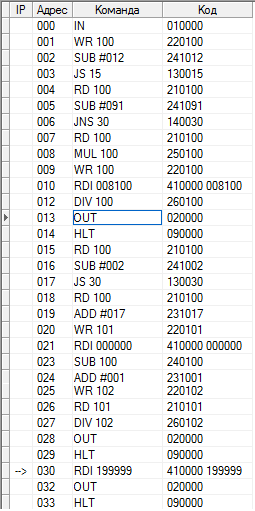 IP Адрес Команда Код
000 IN 010000
001 WR 100 220100
002 SUB #012 241012
003 JS 15 130015
004 RD 100 210100
005 SUB #091 241091
006 JNS 30 140030
007 RD 100 210100
008 MUL 100 250100
009 WR 100 220100
010 RDI 008100 410000 008100
012 DIV 100 260100
013 OUT 020000
014 HLT 090000
015 RD 100 210100
016 SUB #002 241002
017 JS 30 130030
018 RD 100 210100
019 ADD #017 231017
020 WR 101 220101
021 RDI 000000 410000 000000
023 SUB 100 240100
024 ADD #001 231001
025 WR 102 220102
026 RD 101 210101
027 DIV 102 260102
028 OUT 020000
029 HLT 090000
--> 030 RDI 199999 410000 199999
032 OUT 020000
033 HLT 090000